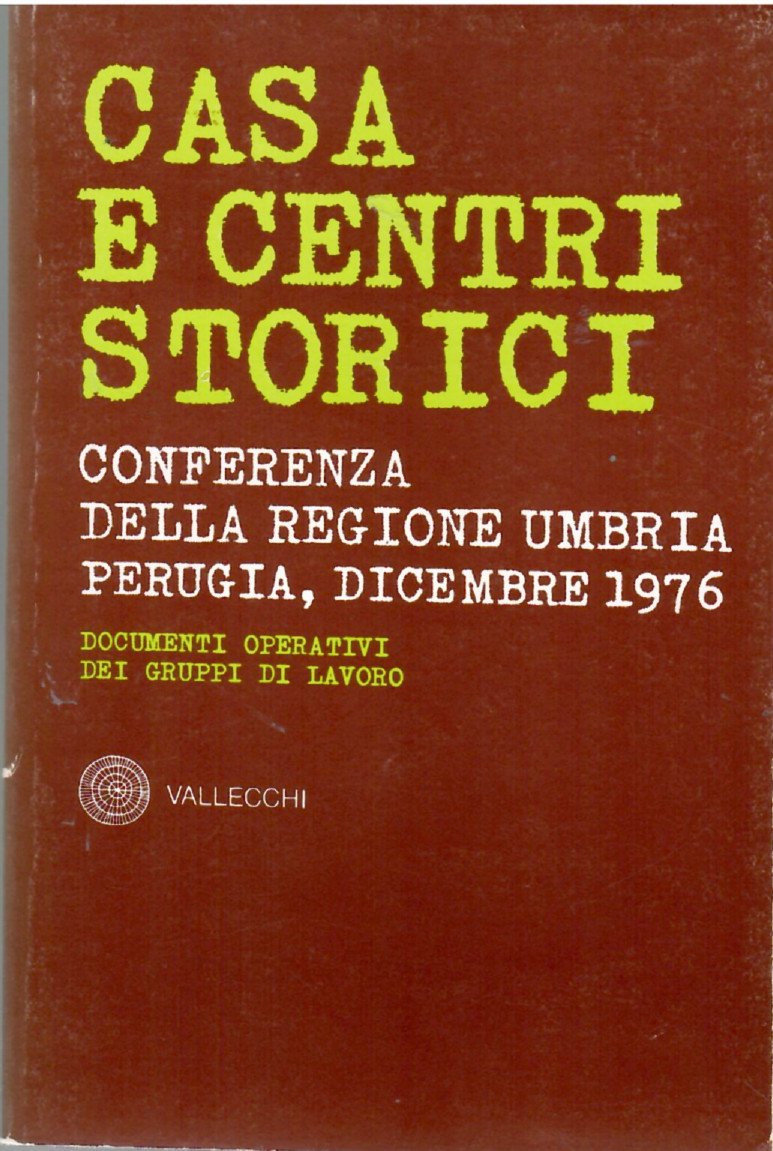 CASA
E CENTRI
STORICI
CONFERENZA
DELLA REGIONE UMBRIA
PERUGIA, DICEMBRE 1976
DOCUMENTI OPERATIVI
DEI GRUPPI DI LAVORO
VALLECCHI